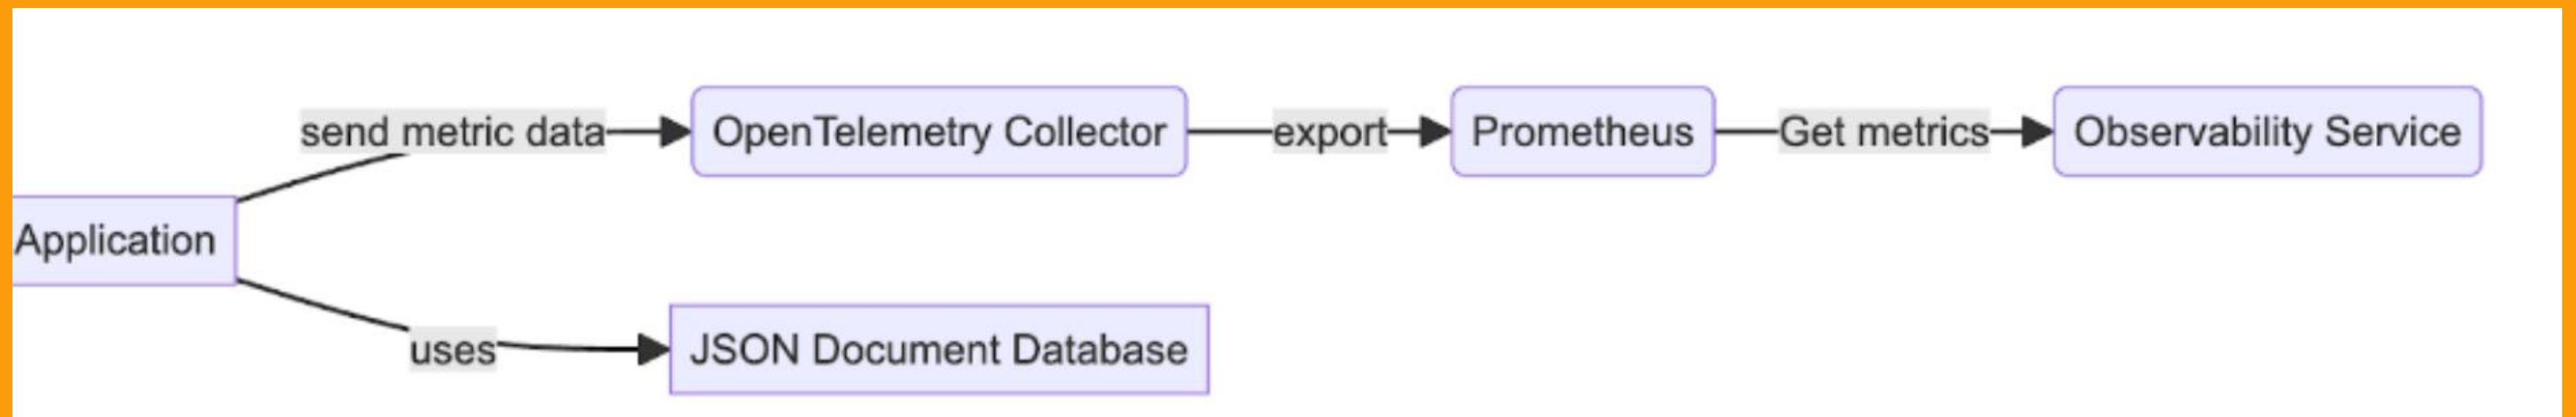 send metric data
OpenTelemetry Collector
export
Prometheus
Get metrics
Observability Service
Application
uses
JSON Document Database